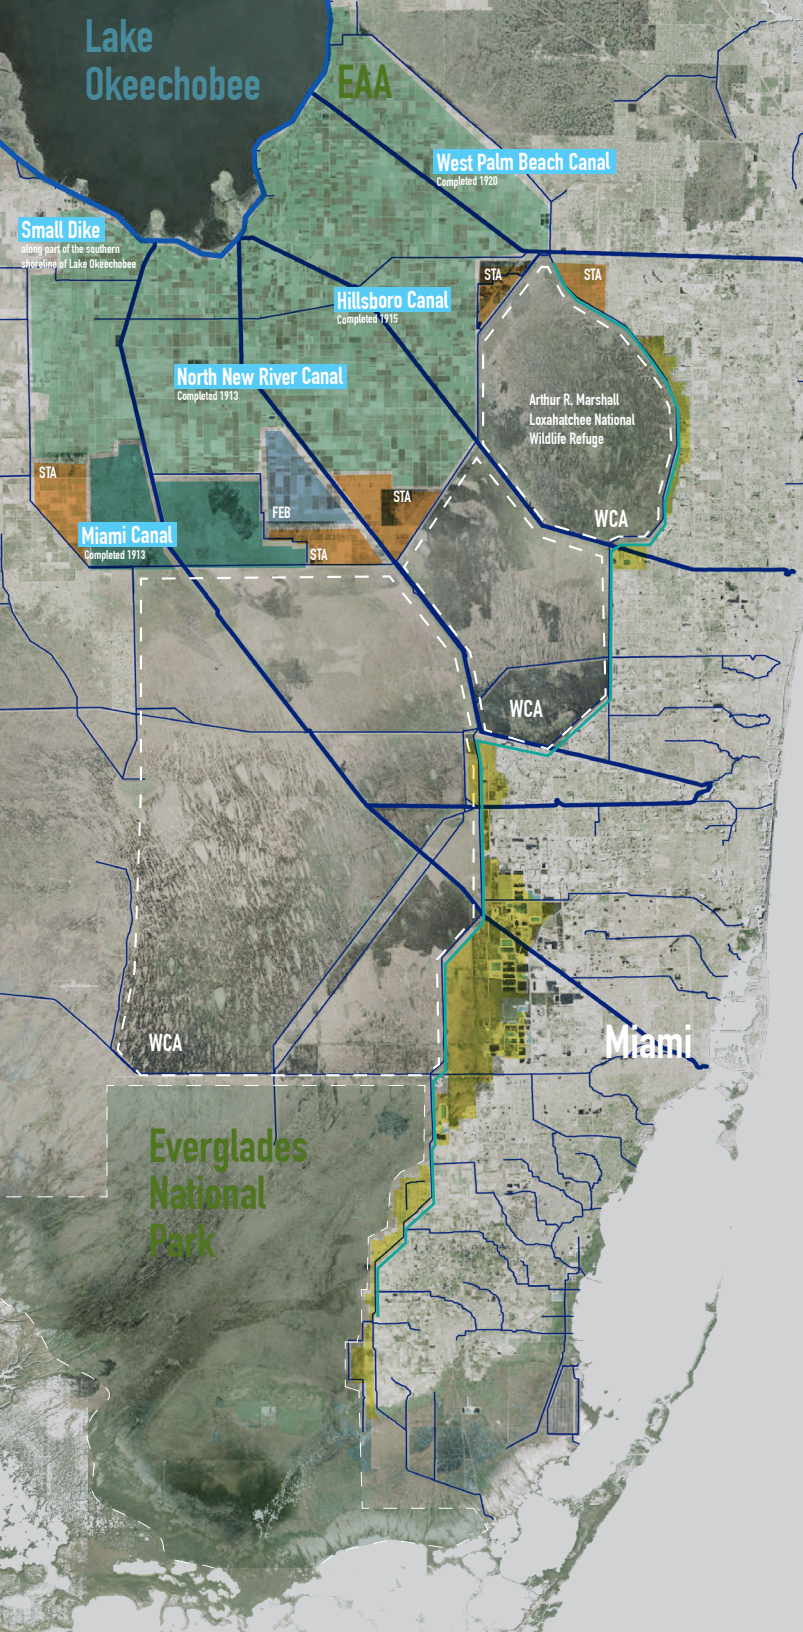 Lake
Okeechobee
EAA
West Palm Beach Canal
Completed 1920
Small Dike
along part of the southern
shoreline of Lake Okeechobee
STA
STA
Hillsboro Canal
Completed 1915
North New River Canal
Completed 1913
Arthur R. Marshall
Loxahatchee National
Wildlife Refuge
STA
STA
FEB
WCA
Miami Canal
Completed 1913
STA
WCA
WCA
Miami
Everglades
National
Park